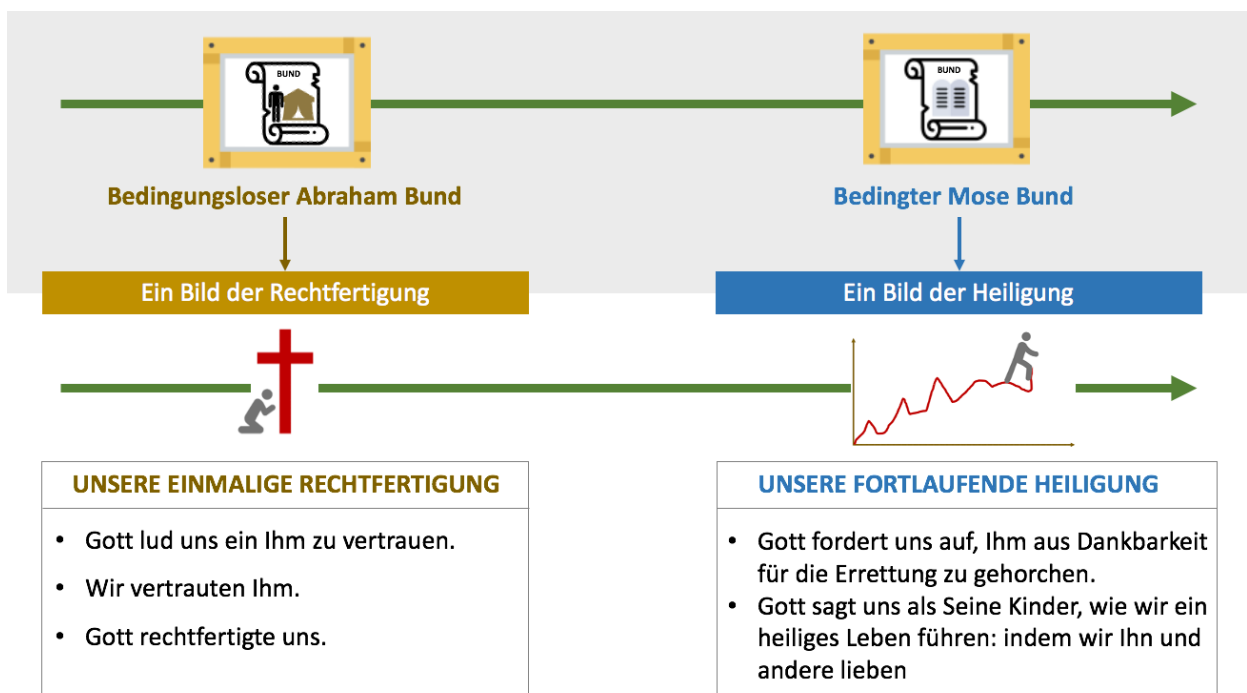 BUND
BUND
Bedingungsloser Abraham Bund
Bedingter Mose Bund
Ein Bild der Rechtfertigung
Ein Bild der Heiligung
UNSERE EINMALIGE RECHTFERTIGUNG
• Gott lud uns ein Ihm zu vertrauen.
• Wir vertrauten Ihm.
• Gott rechtfertigte uns.
UNSERE FORTLAUFENDE HEILIGUNG
• Gott fordert uns auf, Ihm aus Dankbarkeit
für die Errettung zu gehorchen.
• Gott sagt uns als Seine Kinder, wie wir ein
heiliges Leben führen: indem wir Ihn und
andere lieben